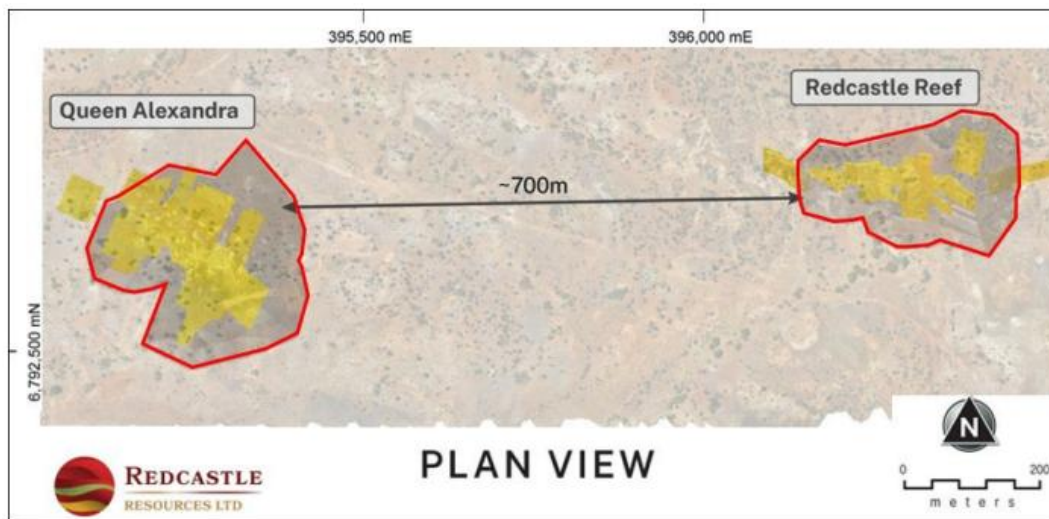 395,500 mE
396,000 mE
Queen Alexandra
Redcastle Reef
~700m
6,792,500 mN
PLAN VIEW
N
REDCASTLE
RESOURCES LTD
0
200
meters